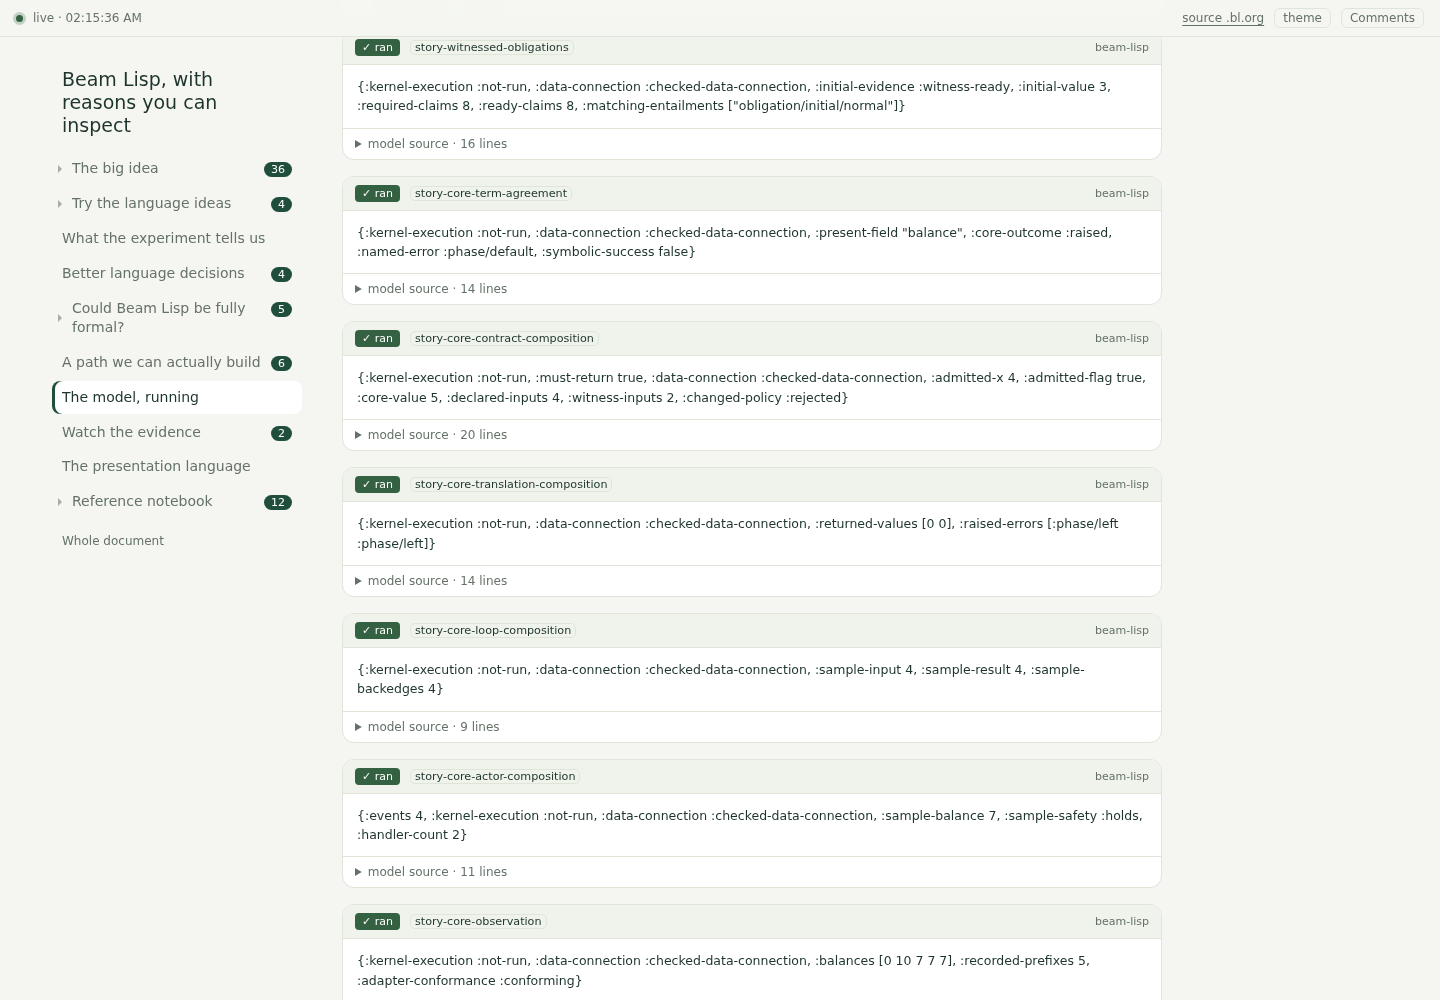 live · 02:15:36 AM
source .bl.org
theme
Comments
Beam Lisp, with
reasons you can
inspect
The big idea 36
Try the language ideas 4
What the experiment tells us
Better language decisions 4
Could Beam Lisp be fully
formal? 5
A path we can actually build 6
The model, running
Watch the evidence 2
The presentation language
Reference notebook 12
Whole document
✓ ran story-witnessed-obligations beam-lisp
{:kernel-execution :not-run, :data-connection :checked-data-connection, :initial-evidence :witness-ready, :initial-value 3,
:required-claims 8, :ready-claims 8, :matching-entailments ["obligation/initial/normal"]}
▶ model source · 16 lines
✓ ran story-core-term-agreement beam-lisp
{:kernel-execution :not-run, :data-connection :checked-data-connection, :present-field "balance", :core-outcome :raised,
:named-error :phase/default, :symbolic-success false}
▶ model source · 14 lines
✓ ran story-core-contract-composition beam-lisp
{:kernel-execution :not-run, :must-return true, :data-connection :checked-data-connection, :admitted-x 4, :admitted-flag true,
:core-value 5, :declared-inputs 4, :witness-inputs 2, :changed-policy :rejected}
▶ model source · 20 lines
✓ ran story-core-translation-composition beam-lisp
{:kernel-execution :not-run, :data-connection :checked-data-connection, :returned-values [0 0], :raised-errors [:phase/left
:phase/left]}
▶ model source · 14 lines
✓ ran story-core-loop-composition beam-lisp
{:kernel-execution :not-run, :data-connection :checked-data-connection, :sample-input 4, :sample-result 4, :sample-
backedges 4}
▶ model source · 9 lines
✓ ran story-core-actor-composition beam-lisp
{:events 4, :kernel-execution :not-run, :data-connection :checked-data-connection, :sample-balance 7, :sample-safety :holds,
:handler-count 2}
▶ model source · 11 lines
✓ ran story-core-observation beam-lisp
{:kernel-execution :not-run, :data-connection :checked-data-connection, :balances [0 10 7 7 7], :recorded-prefixes 5,
:adapter-conformance :conforming}